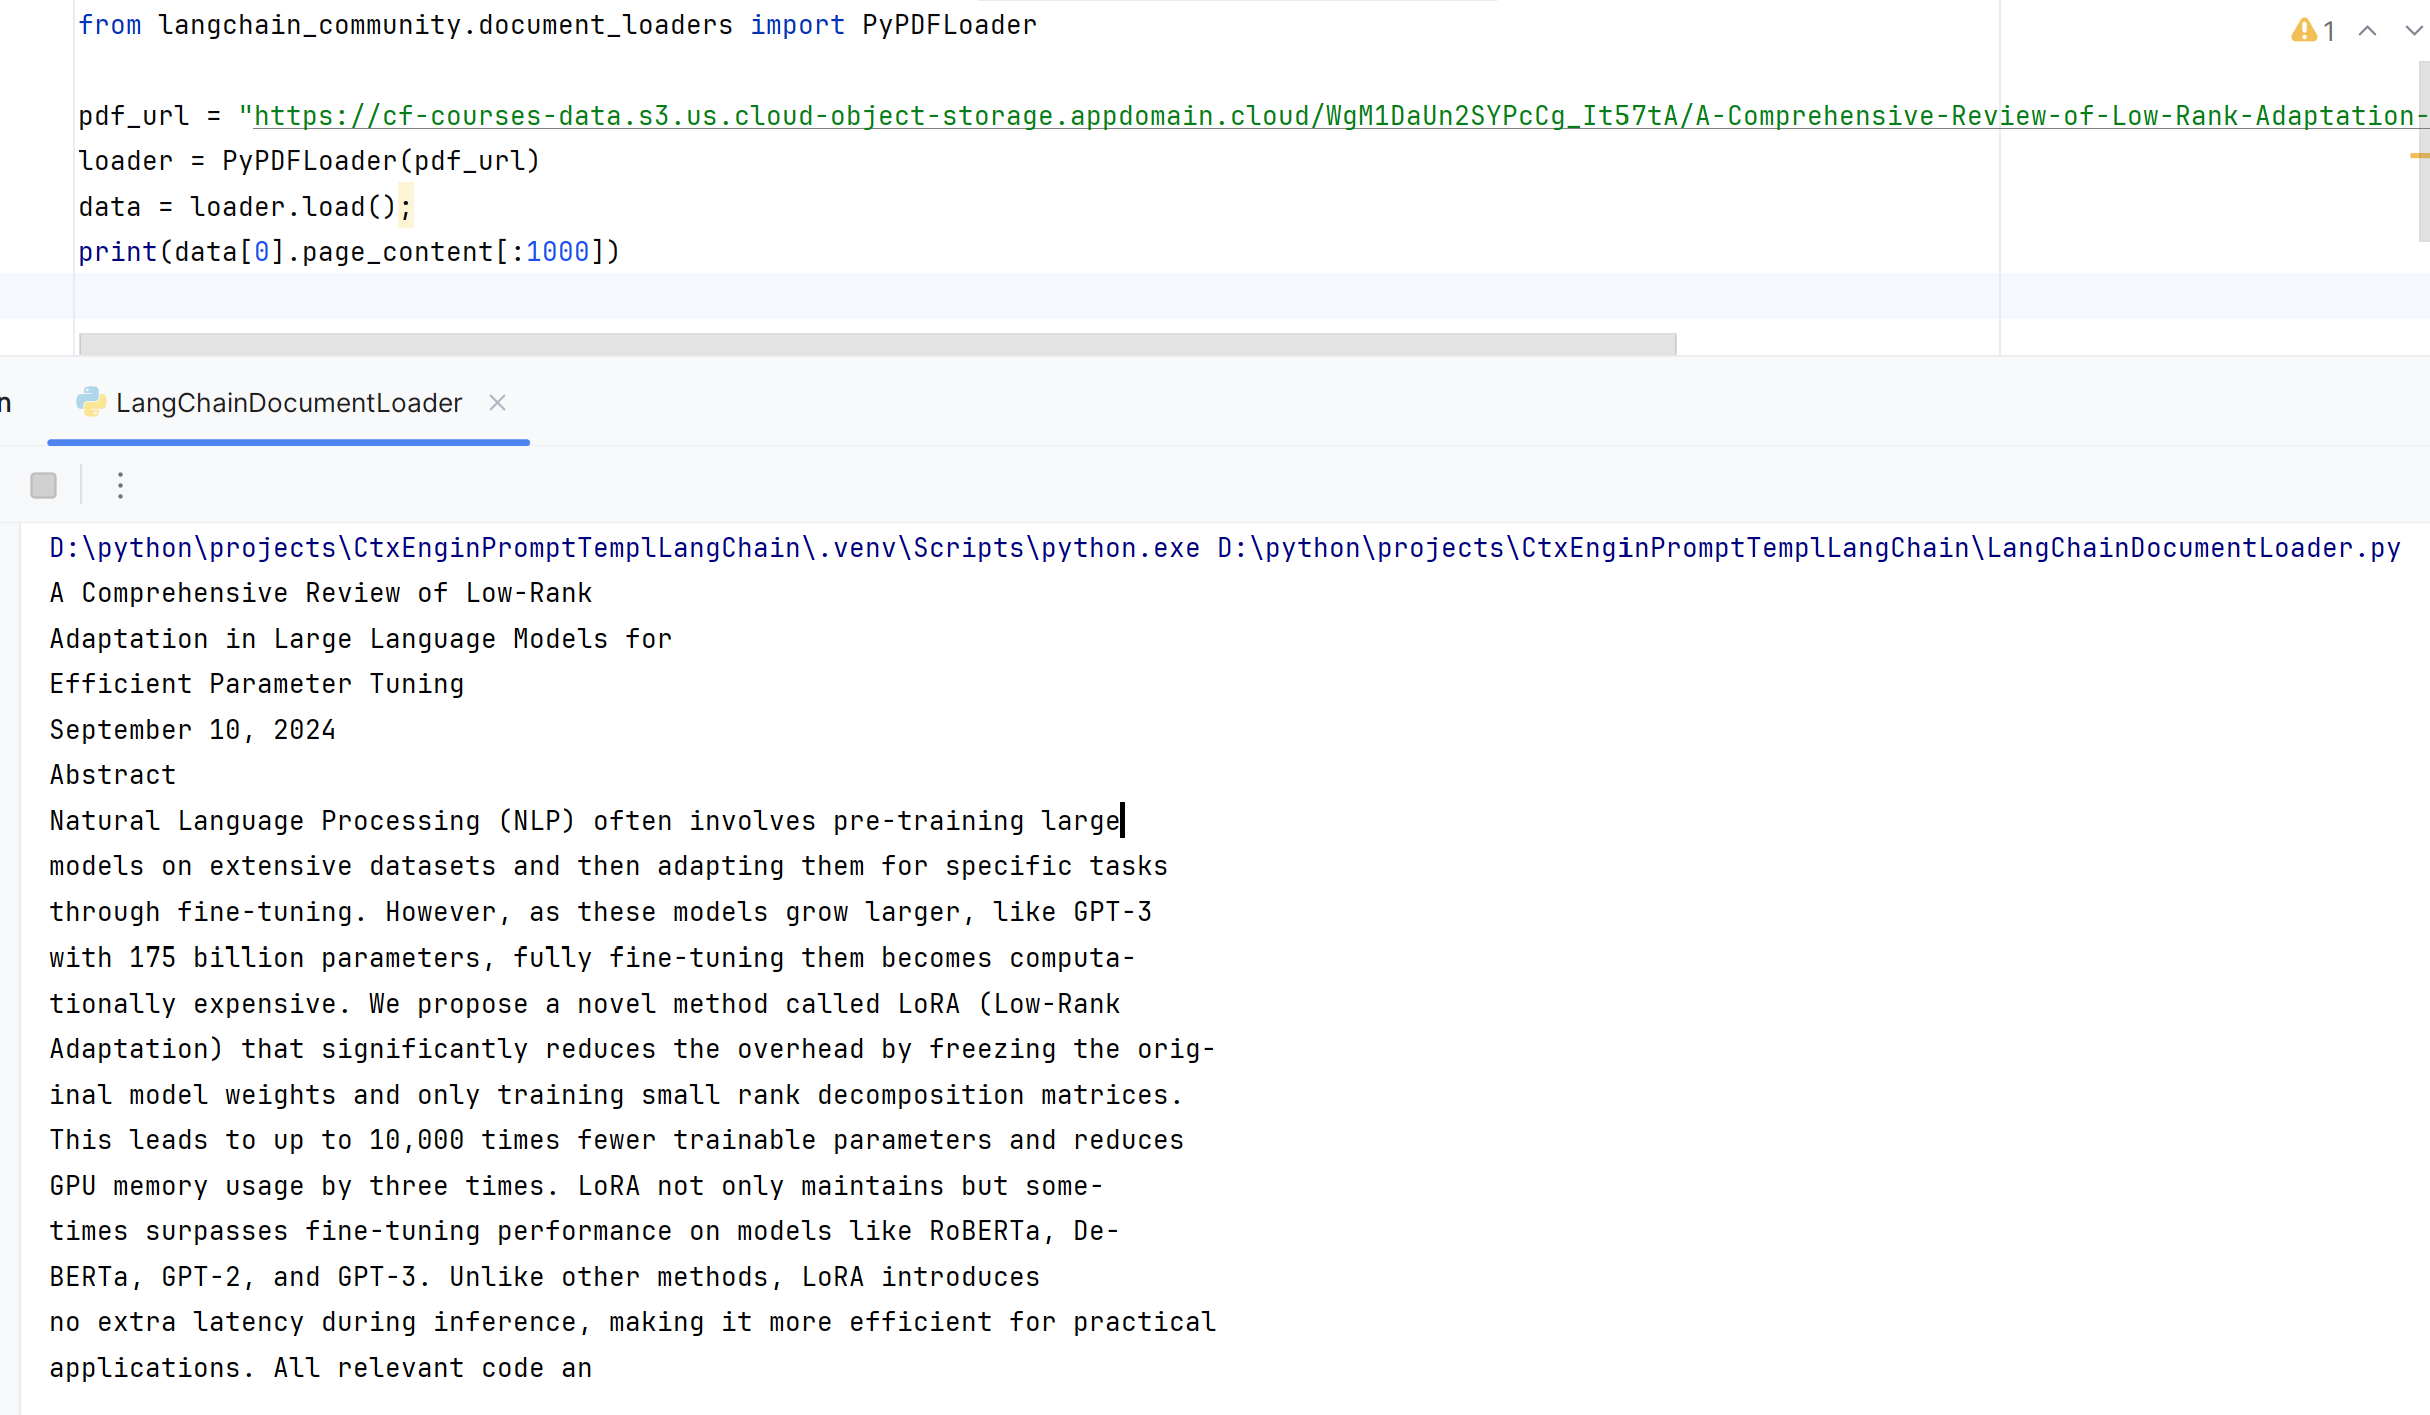 from langchain_community.document_loaders import PyPDFLoader
1
pdf_url = "https://cf-courses-data.s3.us.cloud-object-storage.appdomain.cloud/WgM1DaUn2SYPcCg_It57tA/A-Comprehensive-Review-of-Low-Rank-Adaptation-
loader = PyPDFLoader(pdf_url)
data = loader.load();
print(data[0].page_content[:1000])
n
LangChainDocumentLoader
D:\python\projects\CtxEnginPromptTemplLangChain\.venv\Scripts\python.exe D:\python\projects\CtxEnginPromptTemplLangChain\LangChainDocumentLoader.py
A Comprehensive Review of Low-Rank
Adaptation in Large Language Models for
Efficient Parameter Tuning
September 10, 2024
Abstract
Natural Language Processing (NLP) often involves pre-training large
models on extensive datasets and then adapting them for specific tasks
through fine-tuning. However, as these models grow larger, like GPT-3
with 175 billion parameters, fully fine-tuning them becomes computa-
tionally expensive. We propose a novel method called LoRA (Low-Rank
Adaptation) that significantly reduces the overhead by freezing the orig-
inal model weights and only training small rank decomposition matrices.
This leads to up to 10,000 times fewer trainable parameters and reduces
GPU memory usage by three times. LoRA not only maintains but some-
times surpasses fine-tuning performance on models like RoBERTa, De-
BERTa, GPT-2, and GPT-3. Unlike other methods, LoRA introduces
no extra latency during inference, making it more efficient for practical
applications. All relevant code an